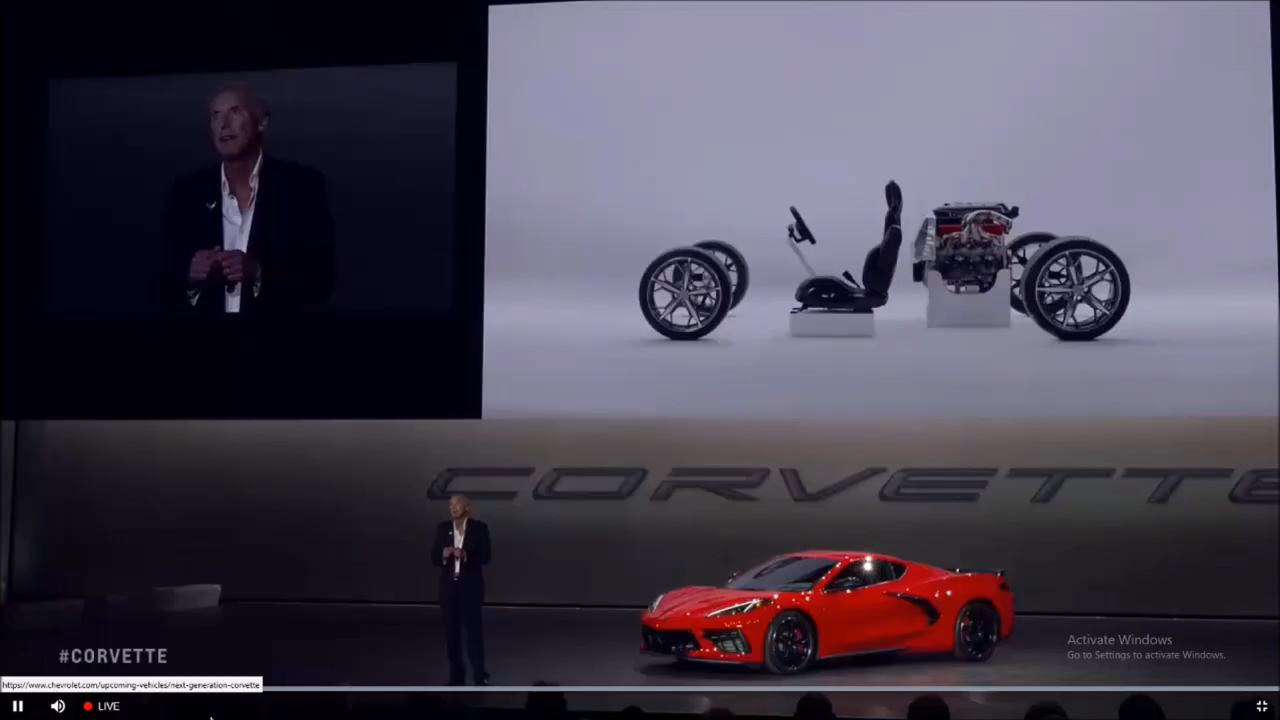 CORVETTE
#CORVETTE
Activate Windows
Go to Settings to activate Windows.
https://www.chevrolet.com/upcoming-vehicles/next-generation-corvette
LIVE